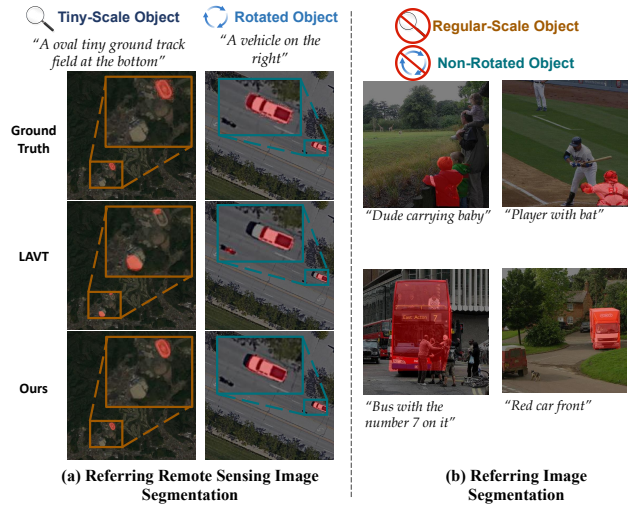 Tiny-Scale Object
Rotated Object
"A oval tiny ground track
field at the bottom"
"A vehicle on the
right"
Ground
Truth
LAVT
Ours
(a) Referring Remote Sensing Image
Segmentation
Regular-Scale Object
Non-Rotated Object
"Dude carrying baby"
"Player with bat"
7
"Bus with the
number 7 on it"
"Red car front"
(b) Referring Image
Segmentation